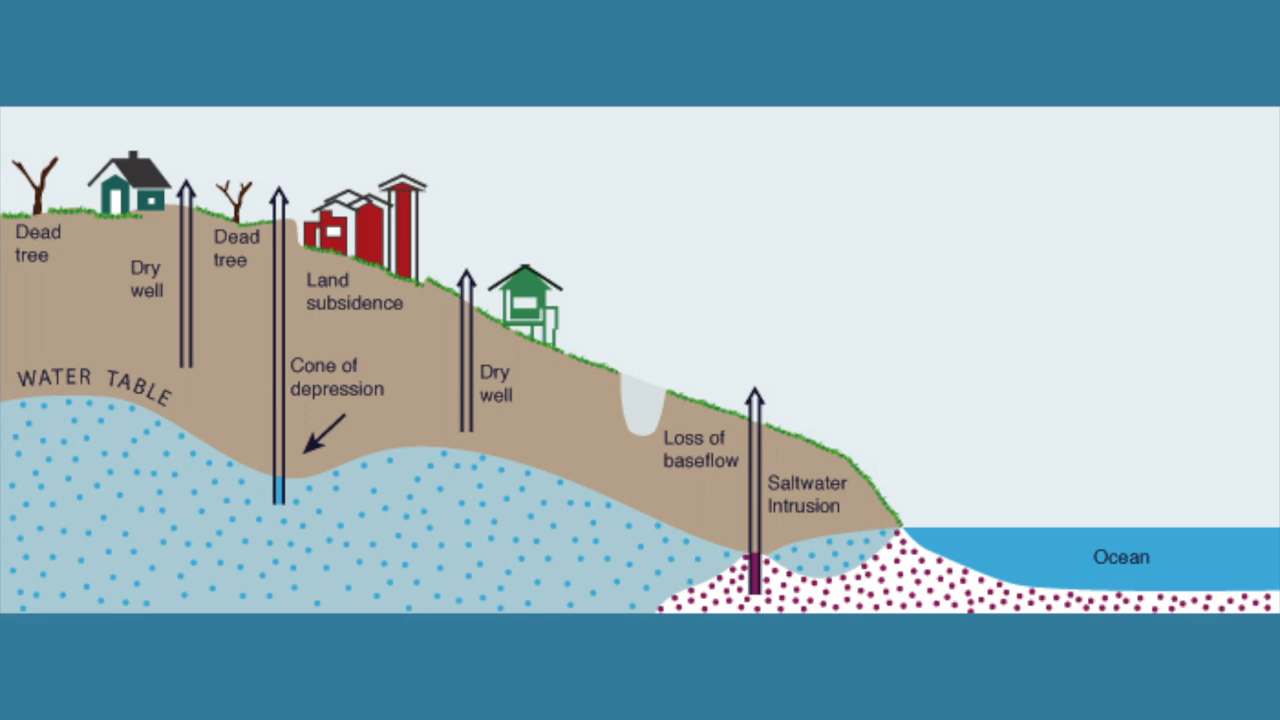 Dead
tree
Dry
well
Dead
tree
Land
subsidence
Cone of
depression
WATER TABLE
Dry
well
Loss of
baseflow
Saltwater
Intrusion
Ocean